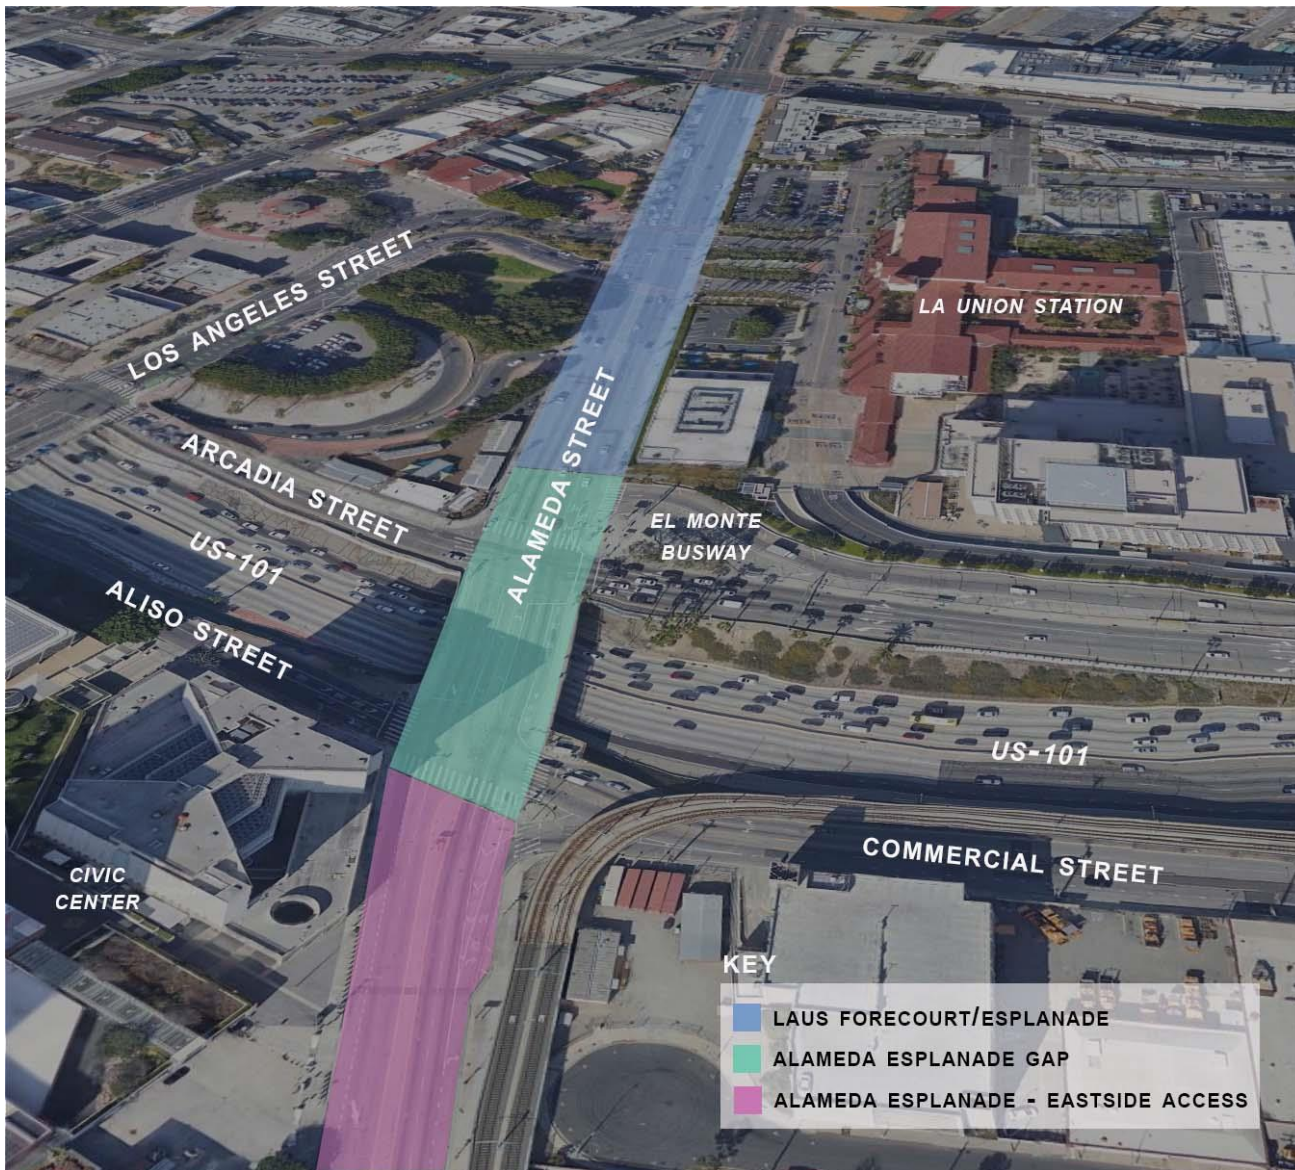 LOS ANGELES STREET
LA UNION STATION
ALAMEDA STREET
ARCADIA STREET
EL MONTE
BUSWAY
US-101
ALISO STREET
US-101
COMMERCIAL STREET
CIVIC
CENTER
KEY
LAUS FORECOURT/ESPLANADE
ALAMEDA ESPLANADE GAP
ALAMEDA ESPLANADE - EASTSIDE ACCESS